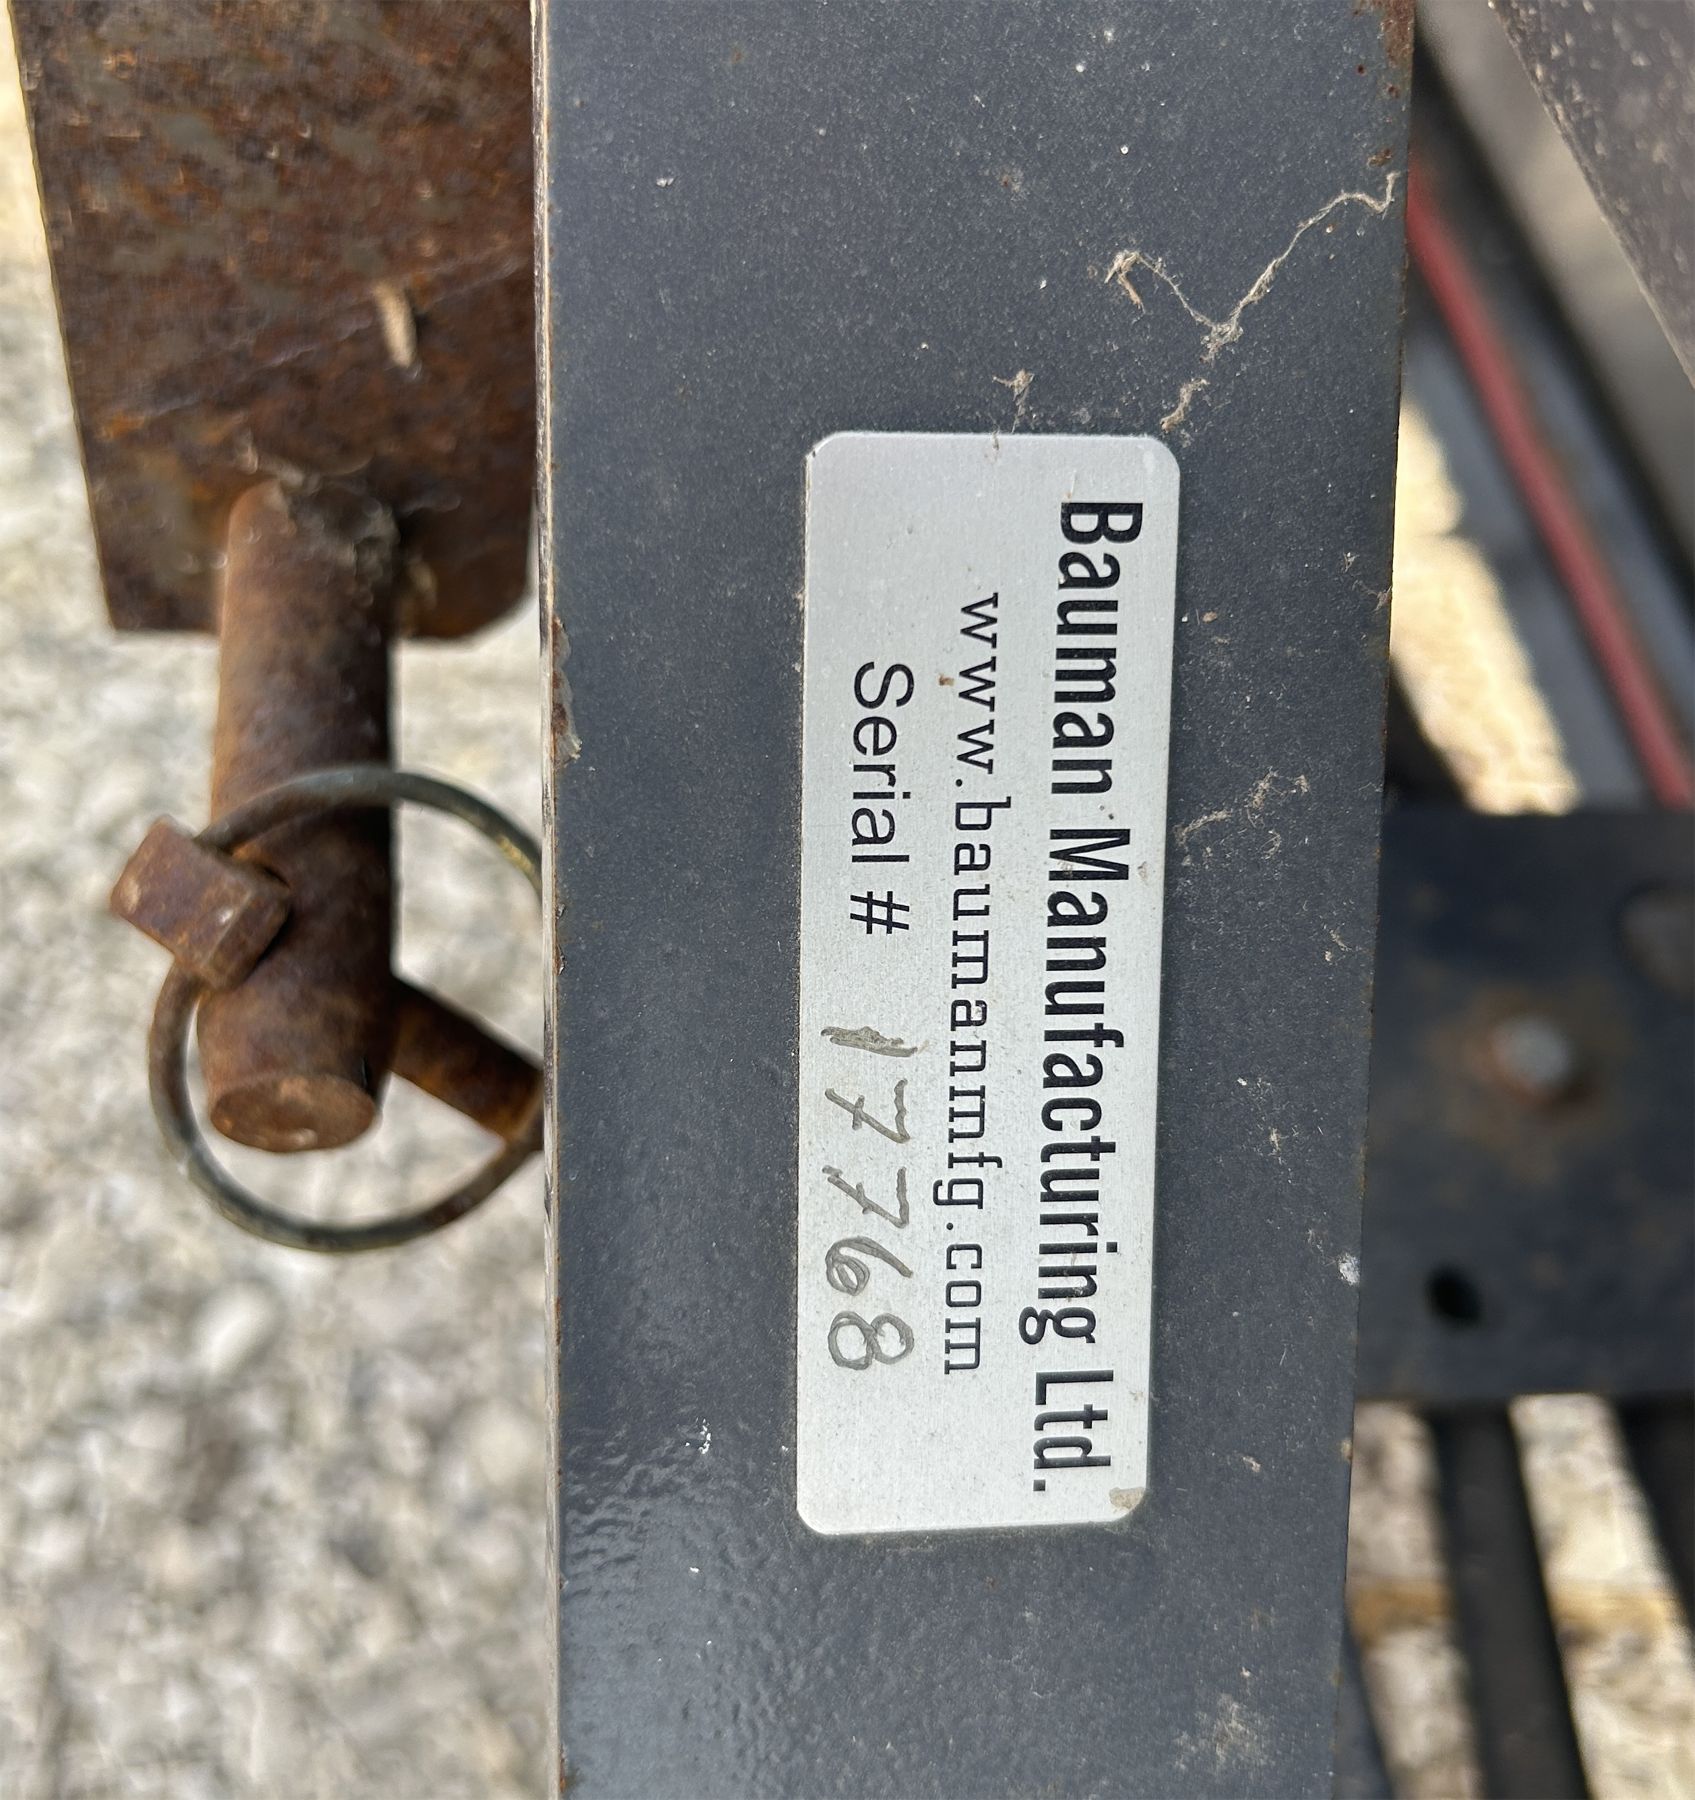 Bauman Manufacturing Ltd.
www.baumanmfg.com
Serial # 17768